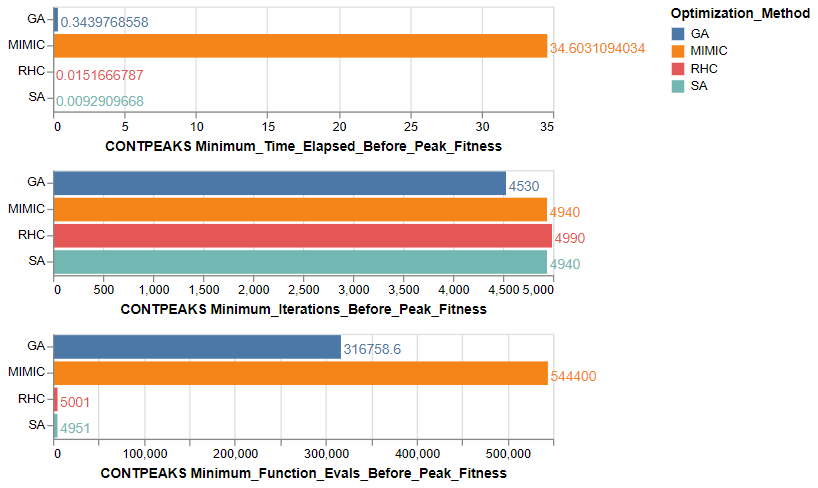 Optimization_Method
GA
MIMIC
RHC
SA
GA 0.3439768558
MIMIC 34.6031094034
RHC 0.0151666787
SA 0.0092909668
0 5 10 15 20 25 30 35
CONTPEAKS Minimum_Time_Elapsed_Before_Peak_Fitness
GA 4530
MIMIC 4940
RHC 4990
SA 4940
0 500 1,000 1,500 2,000 2,500 3,000 3,500 4,000 4,500 5,000
CONTPEAKS Minimum_Iterations_Before_Peak_Fitness
GA 316758.6
MIMIC 544400
RHC 5001
SA 4951
0 100,000 200,000 300,000 400,000 500,000
CONTPEAKS Minimum_Function_Evals_Before_Peak_Fitness